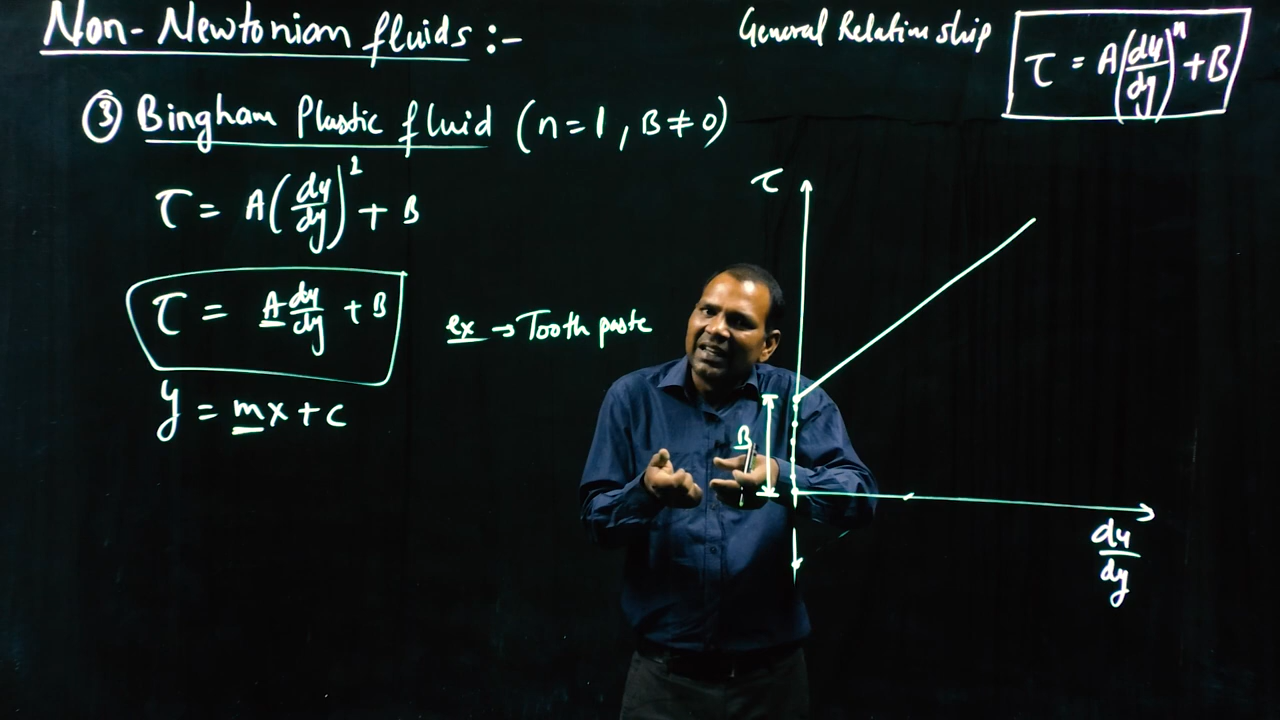 Non-Newtonian fluids:-
General Relationship τ = A(du/dy)^n + B
③ Bingham Plastic fluid (n=1, B≠0)
τ = A(du/dy)^1 + B
τ = A du/dy + B
ex → Tooth paste
y = mx + c
τ
B
du/dy